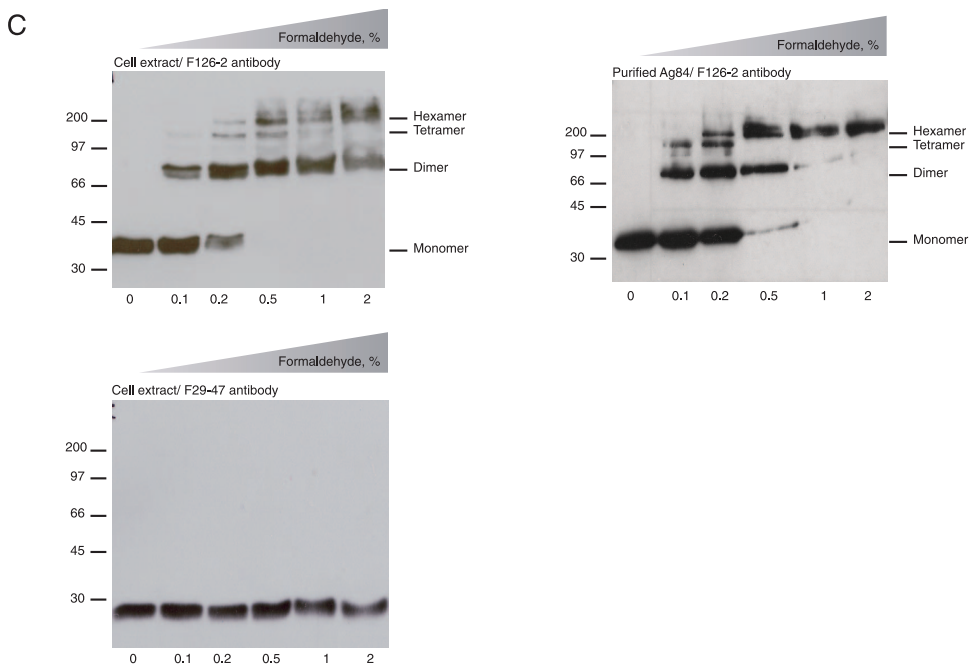 C
Formaldehyde, %
Cell extract/ F126-2 antibody
200
97
66
45
30
Hexamer
Tetramer
Dimer
Monomer
0 0.1 0.2 0.5 1 2
Formaldehyde, %
Purified Ag84/ F126-2 antibody
200
97
66
45
30
Hexamer
Tetramer
Dimer
Monomer
0 0.1 0.2 0.5 1 2
Formaldehyde, %
Cell extract/ F29-47 antibody
200
97
66
45
30
0 0.1 0.2 0.5 1 2